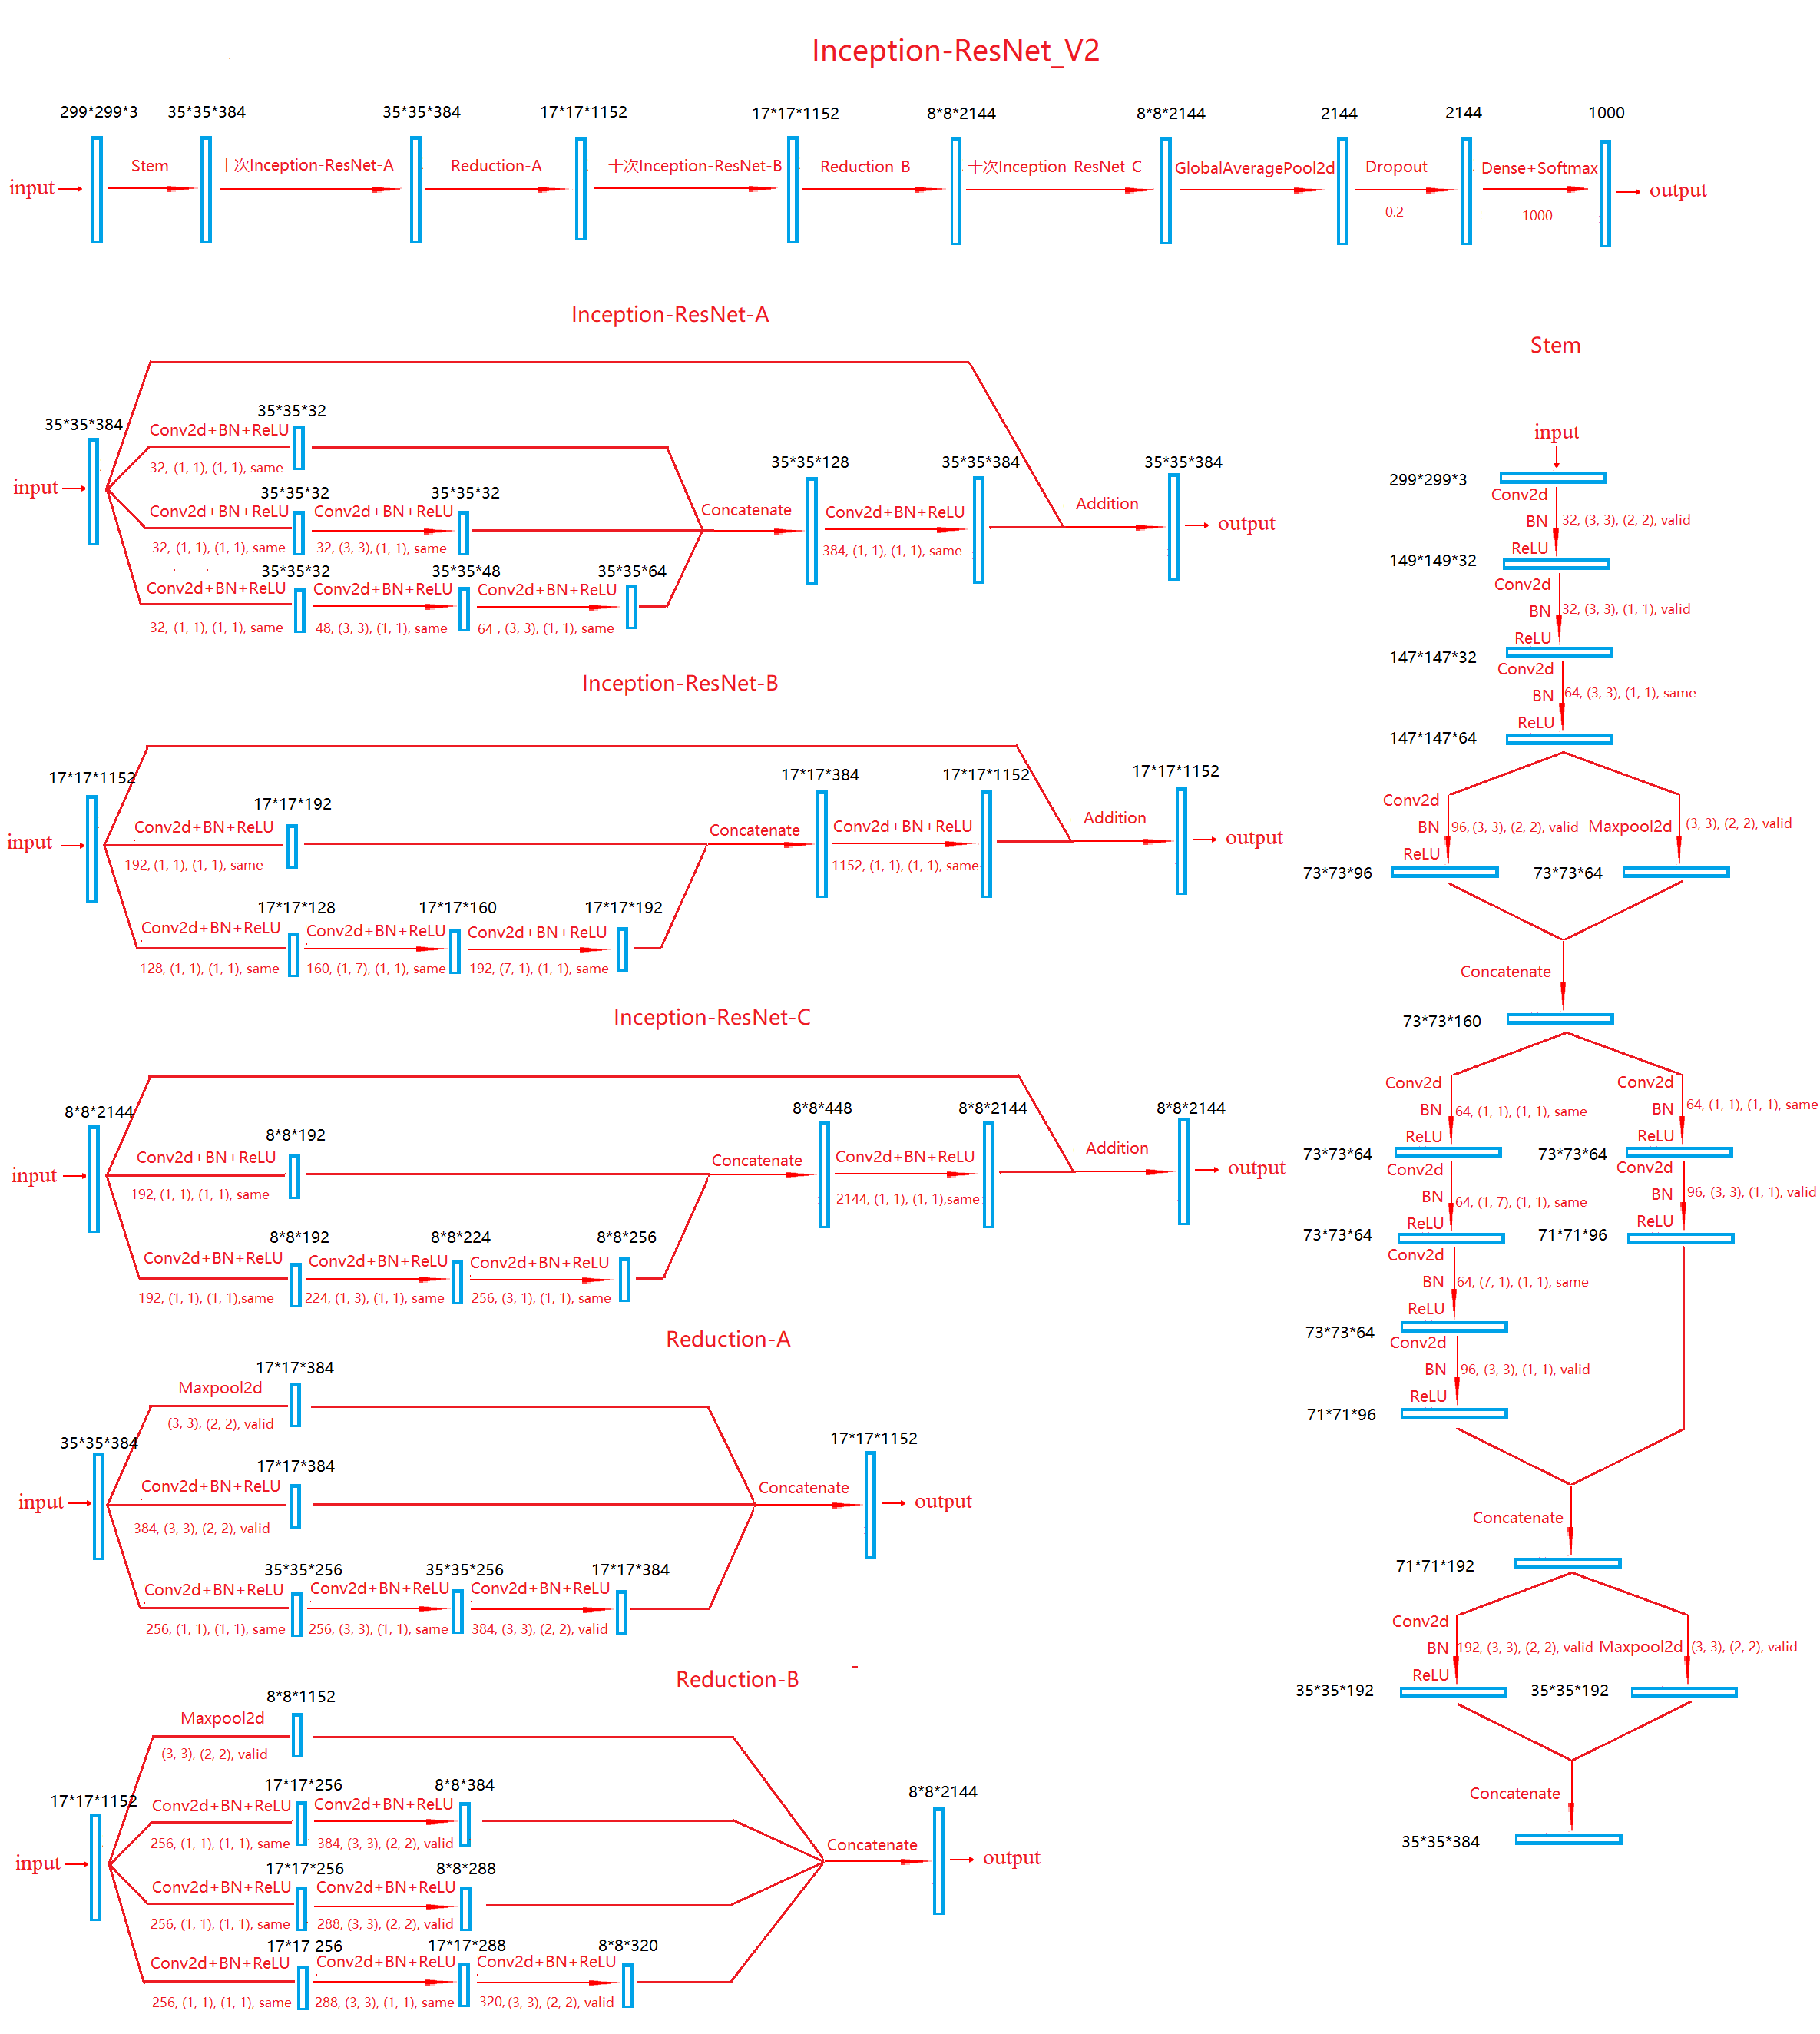 Inception-ResNet_V2
299*299*3 35*35*384 35*35*384 17*17*1152 17*17*1152 8*8*2144 8*8*2144 2144 2144 1000
input Stem 十次Inception-ResNet-A Reduction-A 二十次Inception-ResNet-B Reduction-B 十次Inception-ResNet-C GlobalAveragePool2d Dropout Dense+Softmax output
0.2 1000
Inception-ResNet-A
35*35*384
input
35*35*32
Conv2d+BN+ReLU
32, (1, 1), (1, 1), same
35*35*32 35*35*32
Conv2d+BN+ReLU Conv2d+BN+ReLU
32, (1, 1), (1, 1), same 32, (3, 3), (1, 1), same
35*35*32 35*35*48 35*35*64
Conv2d+BN+ReLU Conv2d+BN+ReLU Conv2d+BN+ReLU
32, (1, 1), (1, 1), same 48, (3, 3), (1, 1), same 64 , (3, 3), (1, 1), same
Concatenate
35*35*128
Conv2d+BN+ReLU
384, (1, 1), (1, 1), same
35*35*384
Addition
35*35*384
output
Inception-ResNet-B
17*17*1152
input
17*17*192
Conv2d+BN+ReLU
192, (1, 1), (1, 1), same
17*17*128 17*17*160 17*17*192
Conv2d+BN+ReLU Conv2d+BN+ReLU Conv2d+BN+ReLU
128, (1, 1), (1, 1), same 160, (1, 7), (1, 1), same 192, (7, 1), (1, 1), same
Concatenate
17*17*384
Conv2d+BN+ReLU
1152, (1, 1), (1, 1), same
17*17*1152
Addition
17*17*1152
output
Inception-ResNet-C
8*8*2144
input
8*8*192
Conv2d+BN+ReLU
192, (1, 1), (1, 1), same
8*8*192 8*8*224 8*8*256
Conv2d+BN+ReLU Conv2d+BN+ReLU Conv2d+BN+ReLU
192, (1, 1), (1, 1),same 224, (1, 3), (1, 1), same 256, (3, 1), (1, 1), same
Concatenate
8*8*448
Conv2d+BN+ReLU
2144, (1, 1), (1, 1),same
8*8*2144
Addition
8*8*2144
output
Reduction-A
35*35*384
input
17*17*384
Maxpool2d
(3, 3), (2, 2), valid
17*17*384
Conv2d+BN+ReLU
384, (3, 3), (2, 2), valid
35*35*256 35*35*256 17*17*384
Conv2d+BN+ReLU Conv2d+BN+ReLU Conv2d+BN+ReLU
256, (1, 1), (1, 1), same 256, (3, 3), (1, 1), same 384, (3, 3), (2, 2), valid
Concatenate
17*17*1152
output
Reduction-B
17*17*1152
input
8*8*1152
Maxpool2d
(3, 3), (2, 2), valid
17*17*256 8*8*384
Conv2d+BN+ReLU Conv2d+BN+ReLU
256, (1, 1), (1, 1), same 384, (3, 3), (2, 2), valid
17*17*256 8*8*288
Conv2d+BN+ReLU Conv2d+BN+ReLU
256, (1, 1), (1, 1), same 288, (3, 3), (2, 2), valid
17*17 256 17*17*288 8*8*320
Conv2d+BN+ReLU Conv2d+BN+ReLU Conv2d+BN+ReLU
256, (1, 1), (1, 1), same 288, (3, 3), (1, 1), same 320, (3, 3), (2, 2), valid
Concatenate
8*8*2144
output
Stem
input
299*299*3
Conv2d
BN 32, (3, 3), (2, 2), valid
ReLU
149*149*32
Conv2d
BN 32, (3, 3), (1, 1), valid
ReLU
147*147*32
Conv2d
BN 64, (3, 3), (1, 1), same
ReLU
147*147*64
Conv2d
BN 96, (3, 3), (2, 2), valid Maxpool2d (3, 3), (2, 2), valid
ReLU
73*73*96 73*73*64
Concatenate
73*73*160
Conv2d Conv2d
BN 64, (1, 1), (1, 1), same BN 64, (1, 1), (1, 1), same
ReLU ReLU
73*73*64 73*73*64
Conv2d Conv2d
BN 64, (1, 7), (1, 1), same BN 96, (3, 3), (1, 1), valid
ReLU ReLU
73*73*64 71*71*96
Conv2d
BN 64, (7, 1), (1, 1), same
ReLU
73*73*64
Conv2d
BN 96, (3, 3), (1, 1), valid
ReLU
71*71*96
Concatenate
71*71*192
Conv2d
BN 192, (3, 3), (2, 2), valid Maxpool2d (3, 3), (2, 2), valid
ReLU
35*35*192 35*35*192
Concatenate
35*35*384